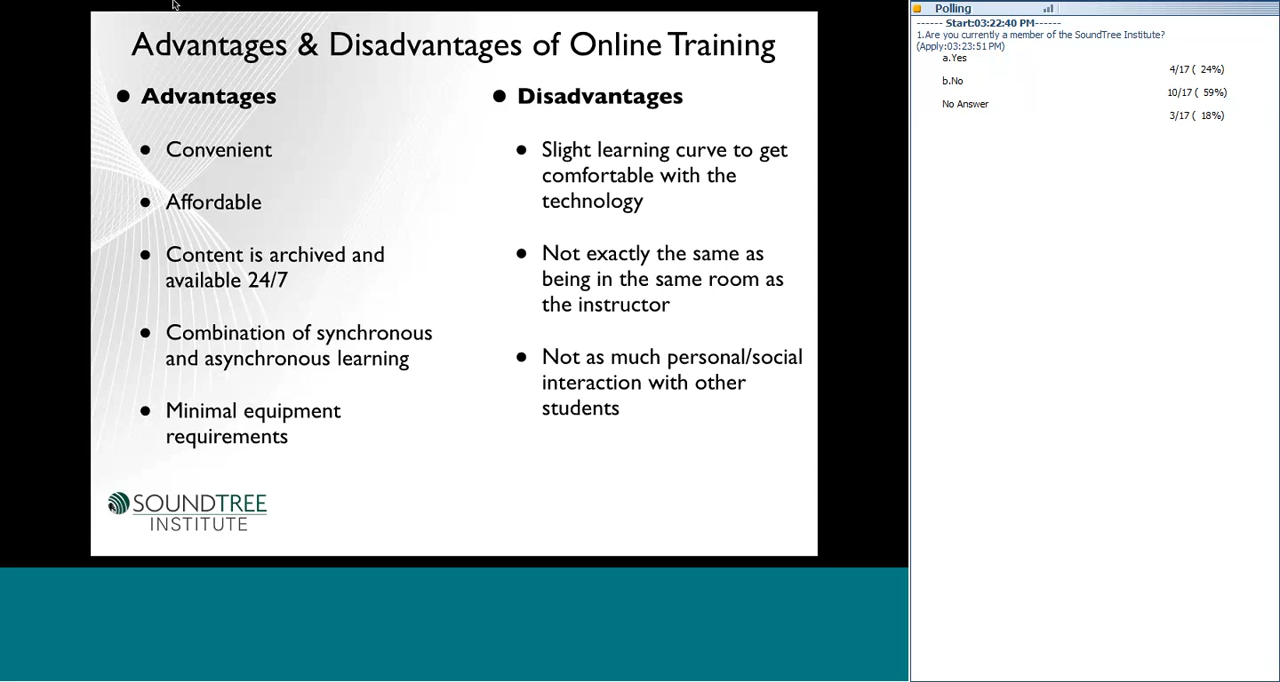 Advantages & Disadvantages of Online Training
Advantages
Convenient
Affordable
Content is archived and
available 24/7
Combination of synchronous
and asynchronous learning
Minimal equipment
requirements
Disadvantages
Slight learning curve to get
comfortable with the
technology
Not exactly the same as
being in the same room as
the instructor
Not as much personal/social
interaction with other
students
SOUNDTREE
INSTITUTE
Polling
------ Start:03:22:40 PM------
1.Are you currently a member of the SoundTree Institute?
(Apply:03:23:51 PM)
a.Yes
4/17 ( 24%)
b.No
10/17 ( 59%)
No Answer
3/17 ( 18%)